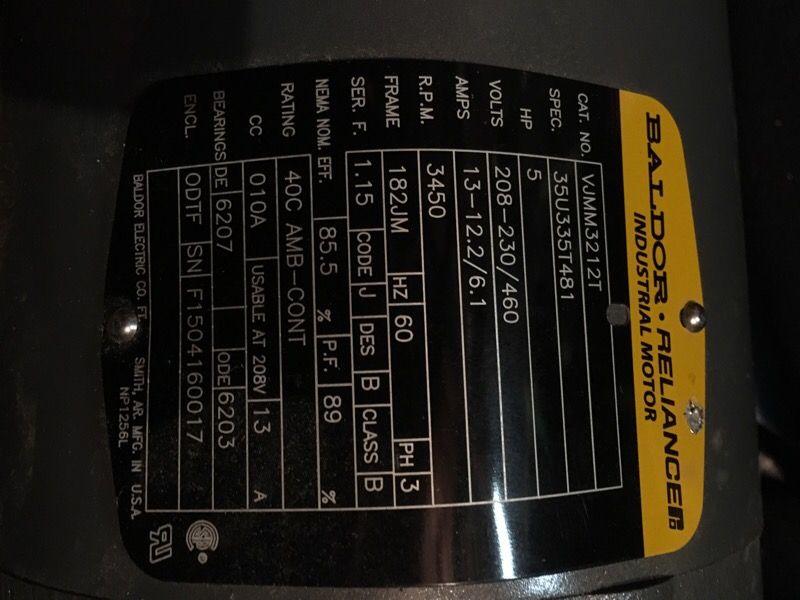 BALDOR · RELIANCE
INDUSTRIAL MOTOR
CAT. NO. VJMM3212T
SPEC. 35U335T481
HP 5
VOLTS 208-230/460
AMPS 13-12.2/6.1
R.P.M. 3450
FRAME 182JM HZ 60 PH 3
SER. F. 1.15 CODE J DES B CLASS B
NEMA NOM. EFF. 85.5 % P.F. 89 %
RATING 40C AMB-CONT
CC 010A USABLE AT 208V 13 A
BEARINGS DE 6207 ODE 6203
ENCL. ODTF SN F1504160017
BALDOR ELECTRIC CO. FT. SMITH, AR. MFG. IN U.S.A.
NP1256L